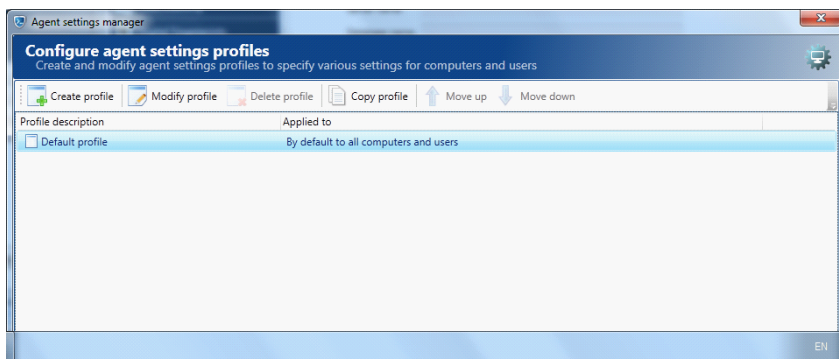 Agent settings manager
Configure agent settings profiles
Create and modify agent settings profiles to specify various settings for computers and users
Create profile Modify profile Delete profile Copy profile Move up Move down
Profile description Applied to
Default profile By default to all computers and users
EN